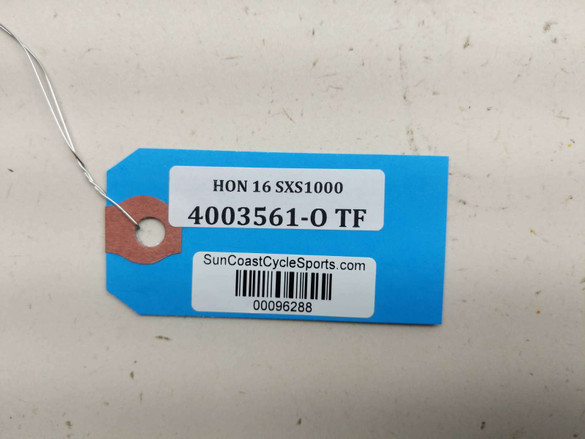 HON 16 SXS1000
4003561-O TF
SunCoastCycleSports.com
00096288